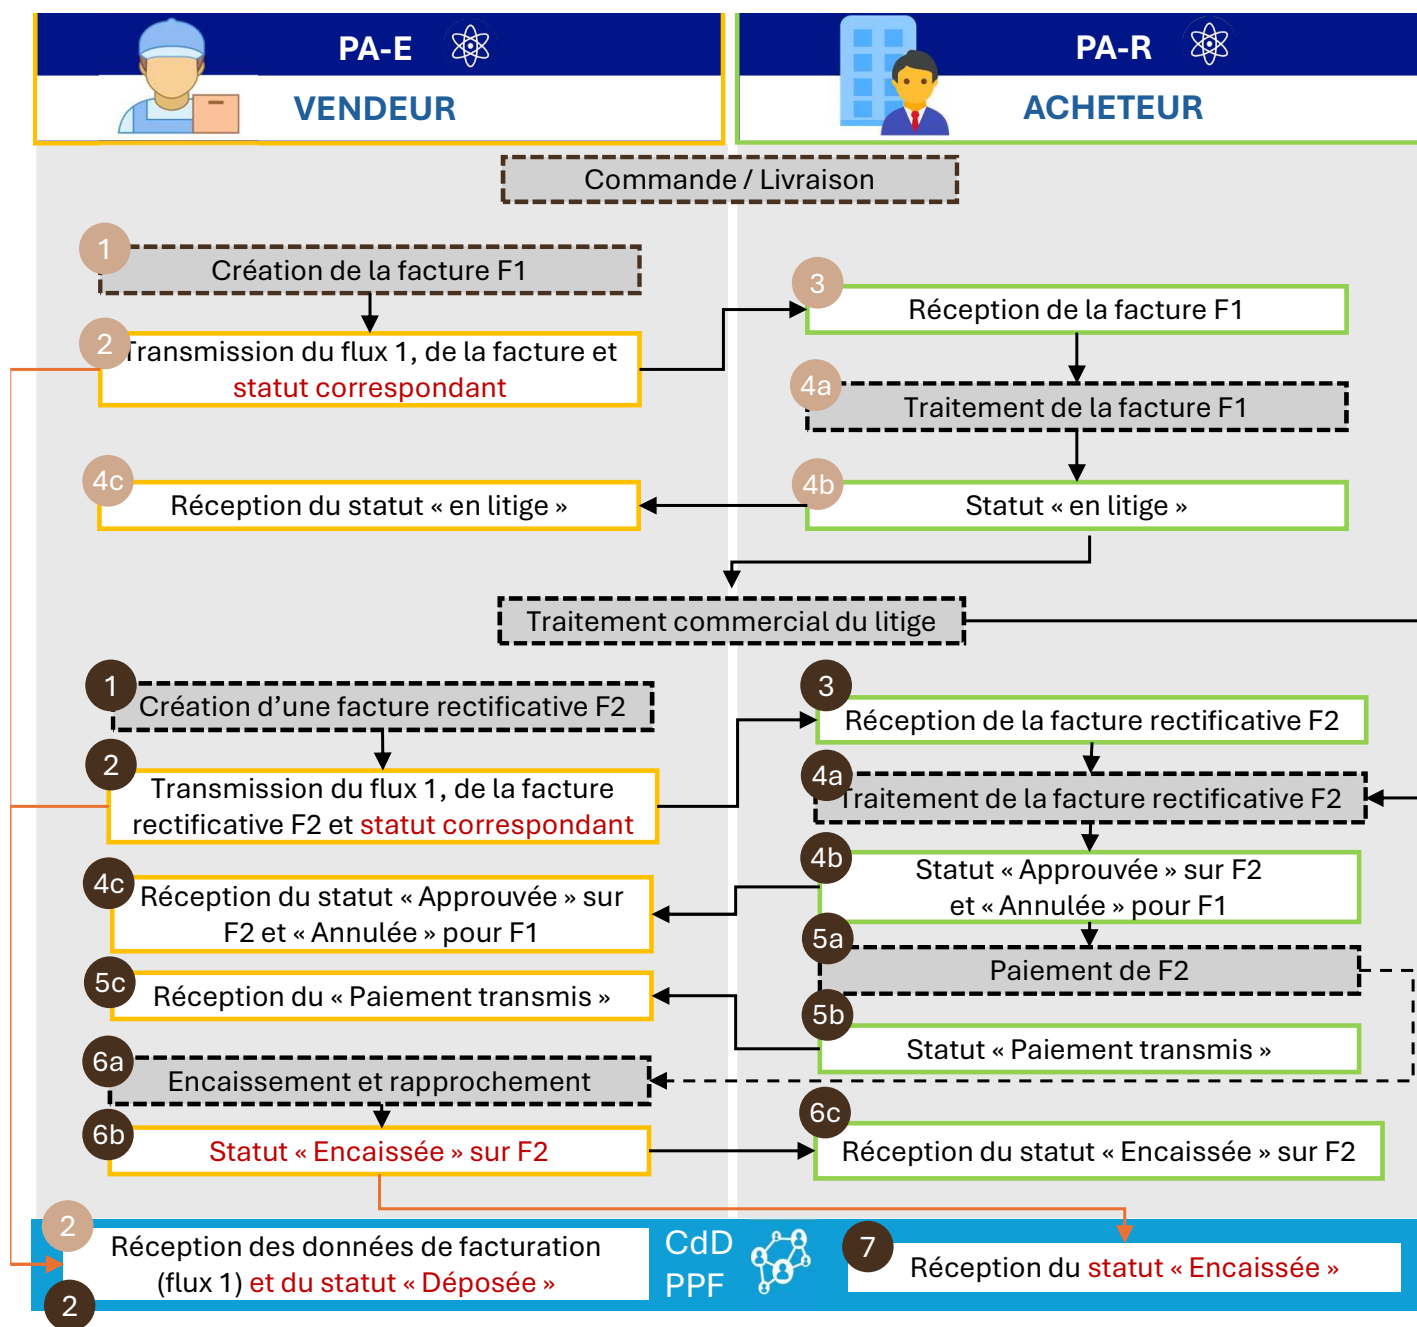 PA-E
PA-R
VENDEUR
ACHETEUR
Commande / Livraison
1
Création de la facture F1
2
Transmission du flux 1, de la facture et
statut correspondant
3
Réception de la facture F1
4a
Traitement de la facture F1
4b
Statut « en litige »
4c
Réception du statut « en litige »
Traitement commercial du litige
1
Création d’une facture rectificative F2
2
Transmission du flux 1, de la facture
rectificative F2 et statut correspondant
3
Réception de la facture rectificative F2
4a
Traitement de la facture rectificative F2
4b
Statut « Approuvée » sur F2
et « Annulée » pour F1
4c
Réception du statut « Approuvée » sur
F2 et « Annulée » pour F1
5a
Paiement de F2
5b
Statut « Paiement transmis »
5c
Réception du « Paiement transmis »
6a
Encaissement et rapprochement
6b
Statut « Encaissée » sur F2
6c
Réception du statut « Encaissée » sur F2
2
Réception des données de facturation
(flux 1) et du statut « Déposée »
2
CdD
PPF
7
Réception du statut « Encaissée »